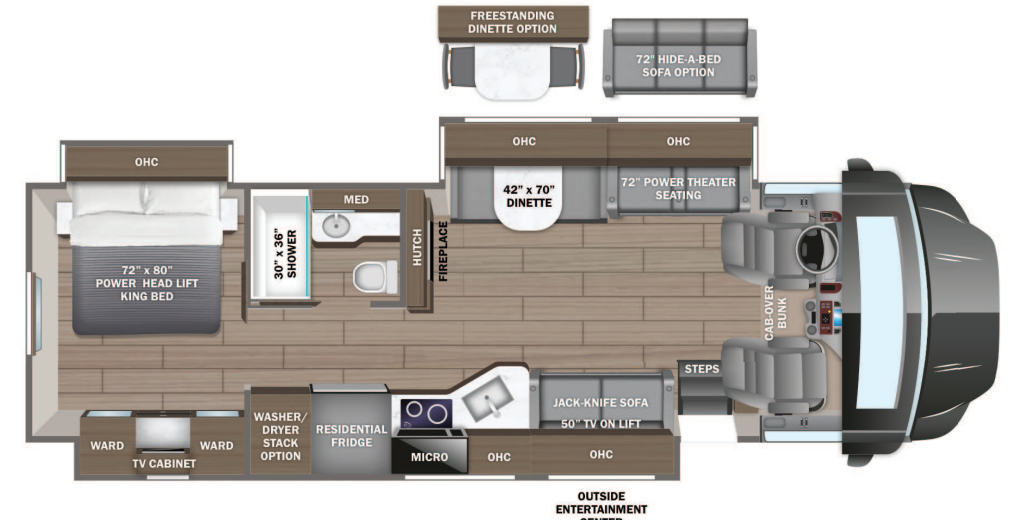 FREESTANDING
DINETTE OPTION
72" HIDE-A-BED
SOFA OPTION
OHC
OHC
OHC
42" x 70"
DINETTE
72" POWER THEATER
SEATING
MED
30" x 36"
SHOWER
HUTCH
FIREPLACE
72" x 80"
POWER HEAD LIFT
KING BED
CAB-OVER
BUNK
STEPS
JACK-KNIFE SOFA
50" TV ON LIFT
WASHER/
DRYER
STACK
OPTION
RESIDENTIAL
FRIDGE
WARD
WARD
TV CABINET
MICRO
OHC
OHC
OUTSIDE
ENTERTAINMENT
CENTER